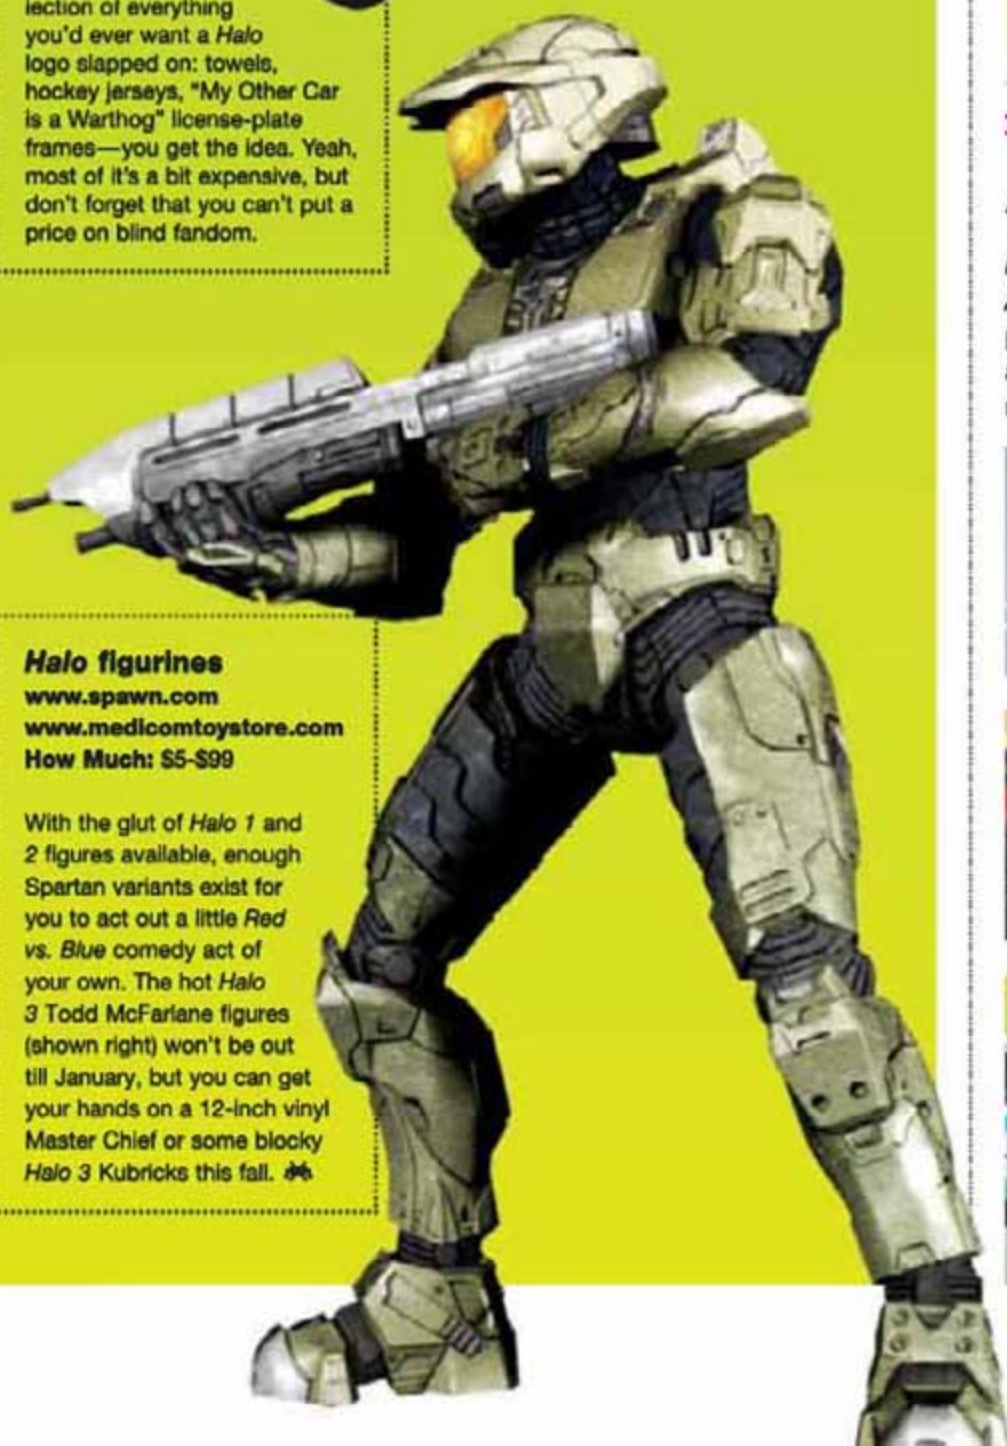 lection of everything
you'd ever want a Halo
logo slapped on: towels,
hockey jerseys, "My Other Car
is a Warthog" license-plate
frames—you get the idea. Yeah,
most of it's a bit expensive, but
don't forget that you can't put a
price on blind fandom.
Halo figurines
www.spawn.com
www.medicomtoystore.com
How Much: $5-$99
With the glut of Halo 1 and
2 figures available, enough
Spartan variants exist for
you to act out a little Red
vs. Blue comedy act of
your own. The hot Halo
3 Todd McFarlane figures
(shown right) won't be out
till January, but you can get
your hands on a 12-inch vinyl
Master Chief or some blocky
Halo 3 Kubricks this fall.